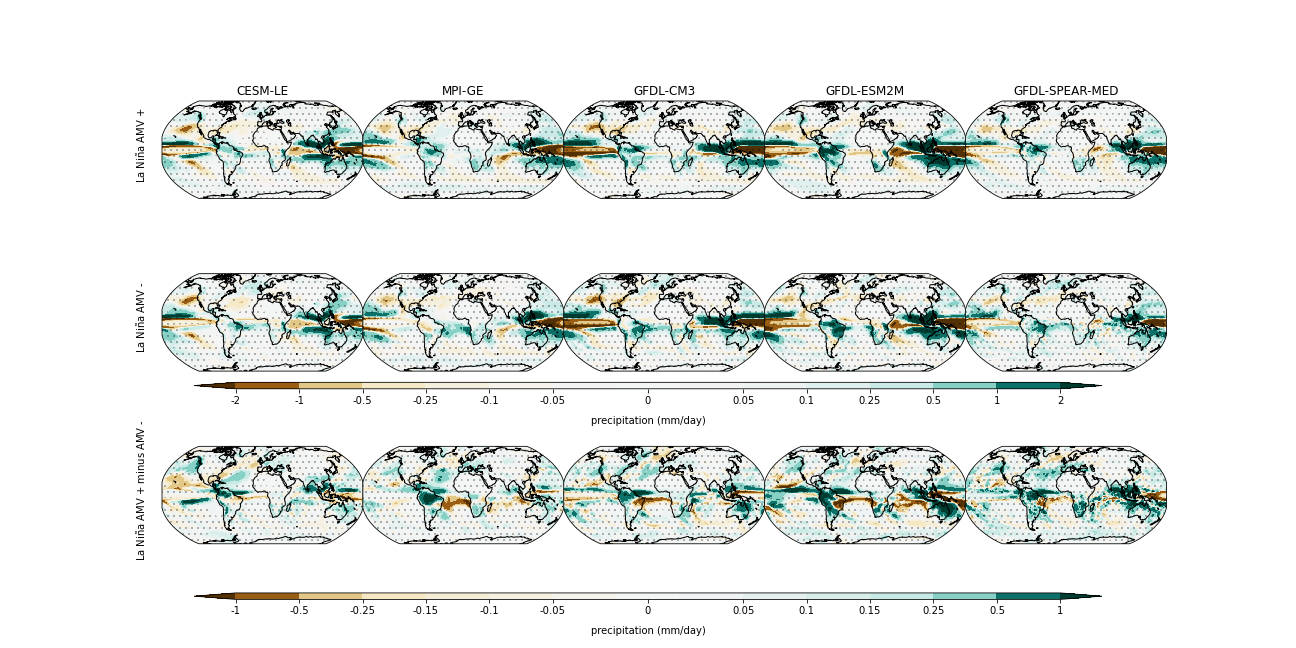 CESM-LE MPI-GE GFDL-CM3 GFDL-ESM2M GFDL-SPEAR-MED
La Niña AMV +
La Niña AMV -
-2 -1 -0.5 -0.25 -0.1 -0.05 0 0.05 0.1 0.25 0.5 1 2
precipitation (mm/day)
La Niña AMV + minus AMV -
-1 -0.5 -0.25 -0.15 -0.1 -0.05 0 0.05 0.1 0.15 0.25 0.5 1
precipitation (mm/day)